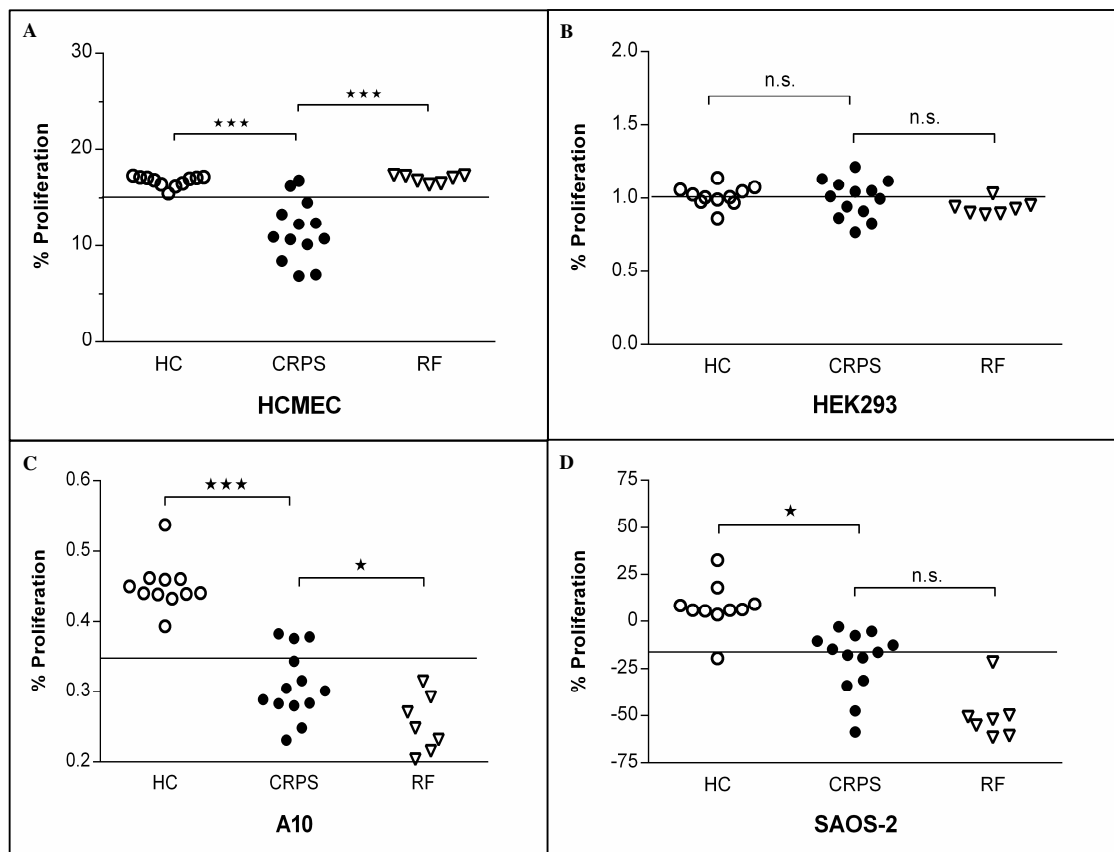 A
% Proliferation
30
20
10
0
★★★
★★★
HC CRPS RF
HCMEC
B
% Proliferation
2.0
1.5
1.0
0.5
0.0
n.s.
n.s.
HC CRPS RF
HEK293
C
% Proliferation
0.6
0.5
0.4
0.3
0.2
★★★
★
HC CRPS RF
A10
D
% Proliferation
75
50
25
0
-25
-50
-75
★
n.s.
HC CRPS RF
SAOS-2